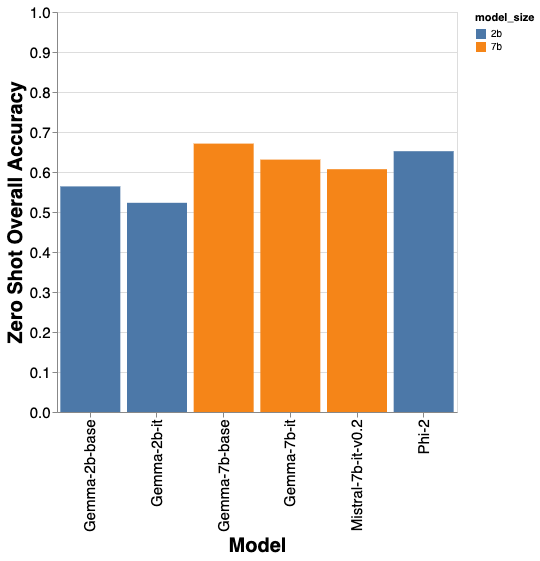 Zero Shot Overall Accuracy
1.0
0.9
0.8
0.7
0.6
0.5
0.4
0.3
0.2
0.1
0.0
Gemma-2b-base
Gemma-2b-it
Gemma-7b-base
Gemma-7b-it
Mistral-7b-it-v0.2
Phi-2
Model
model_size
2b
7b